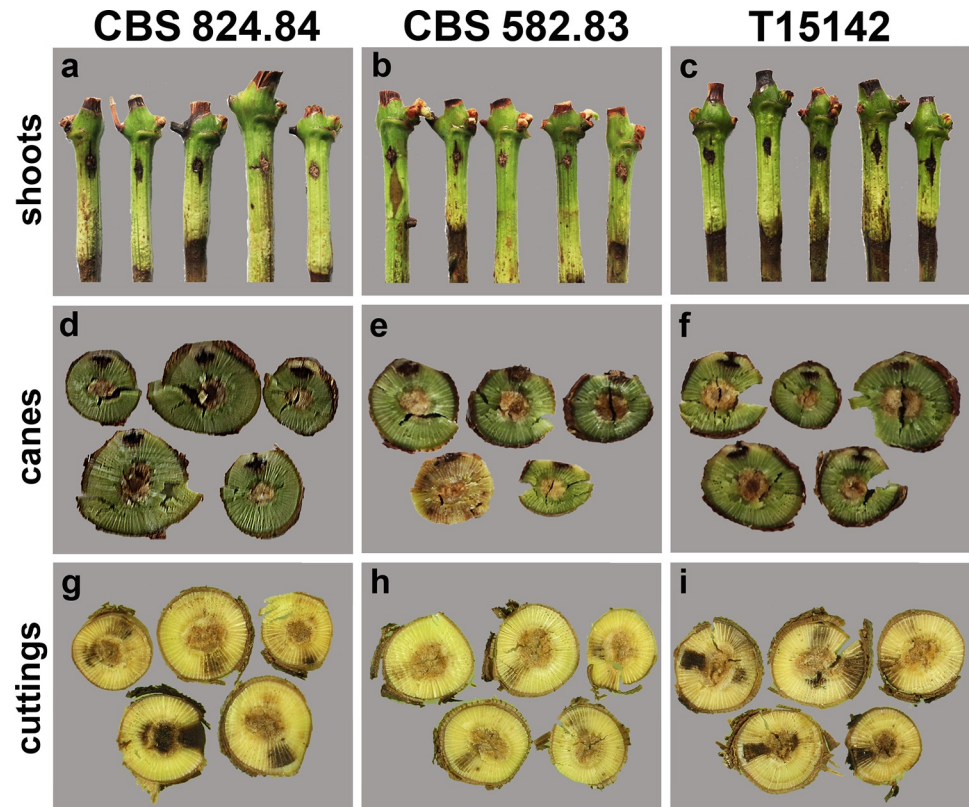 CBS 824.84 CBS 582.83 T15142
shoots
a b c
canes
d e f
cuttings
g h i